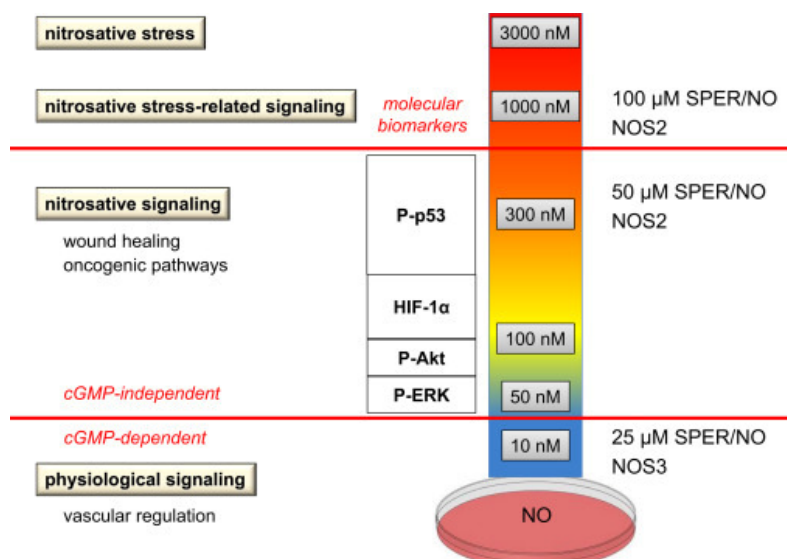 nitrosative stress
3000 nM
nitrosative stress-related signaling
molecular
biomarkers
1000 nM
100 µM SPER/NO
NOS2
nitrosative signaling
wound healing
oncogenic pathways
P-p53
300 nM
50 µM SPER/NO
NOS2
HIF-1α
100 nM
P-Akt
cGMP-independent
P-ERK
50 nM
cGMP-dependent
10 nM
25 µM SPER/NO
NOS3
physiological signaling
vascular regulation
NO